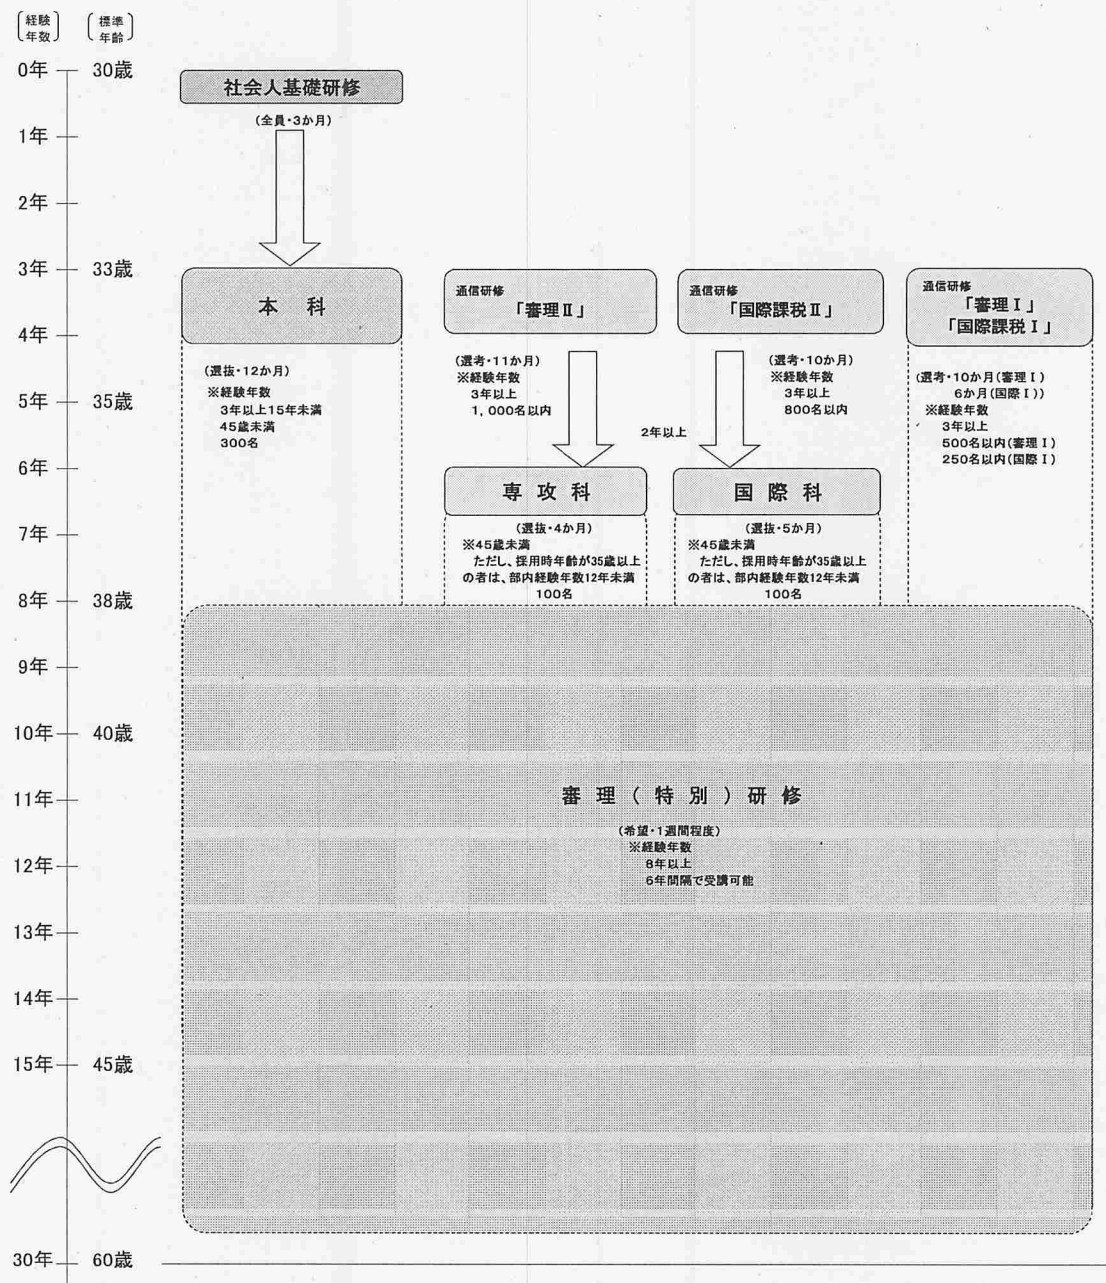 経験
年数
標準
年齢
0年
30歳
1年
2年
3年
33歳
4年
5年
35歳
6年
7年
8年
38歳
9年
10年
40歳
11年
12年
13年
14年
15年
45歳
30年
60歳
社会人基礎研修
(全員・3か月)
本 科
(選抜・12か月)
※経験年数
3年以上15年未満
45歳未満
300名
通信研修
「審理Ⅱ」
(選考・11か月)
※経験年数
3年以上
1,000名以内
通信研修
「国際課税Ⅱ」
(選考・10か月)
※経験年数
3年以上
800名以内
2年以上
通信研修
「審理Ⅰ」
「国際課税Ⅰ」
(選考・10か月(審理Ⅰ)
6か月(国際Ⅰ))
※経験年数
3年以上
500名以内(審理Ⅰ)
250名以内(国際Ⅰ)
専 攻 科
(選抜・4か月)
※45歳未満
ただし、採用時年齢が35歳以上
の者は、部内経験年数12年未満
100名
国 際 科
(選抜・5か月)
※45歳未満
ただし、採用時年齢が35歳以上
の者は、部内経験年数12年未満
100名
審 理 ( 特 別 ) 研 修
(希望・1週間程度)
※経験年数
8年以上
6年間隔で受講可能